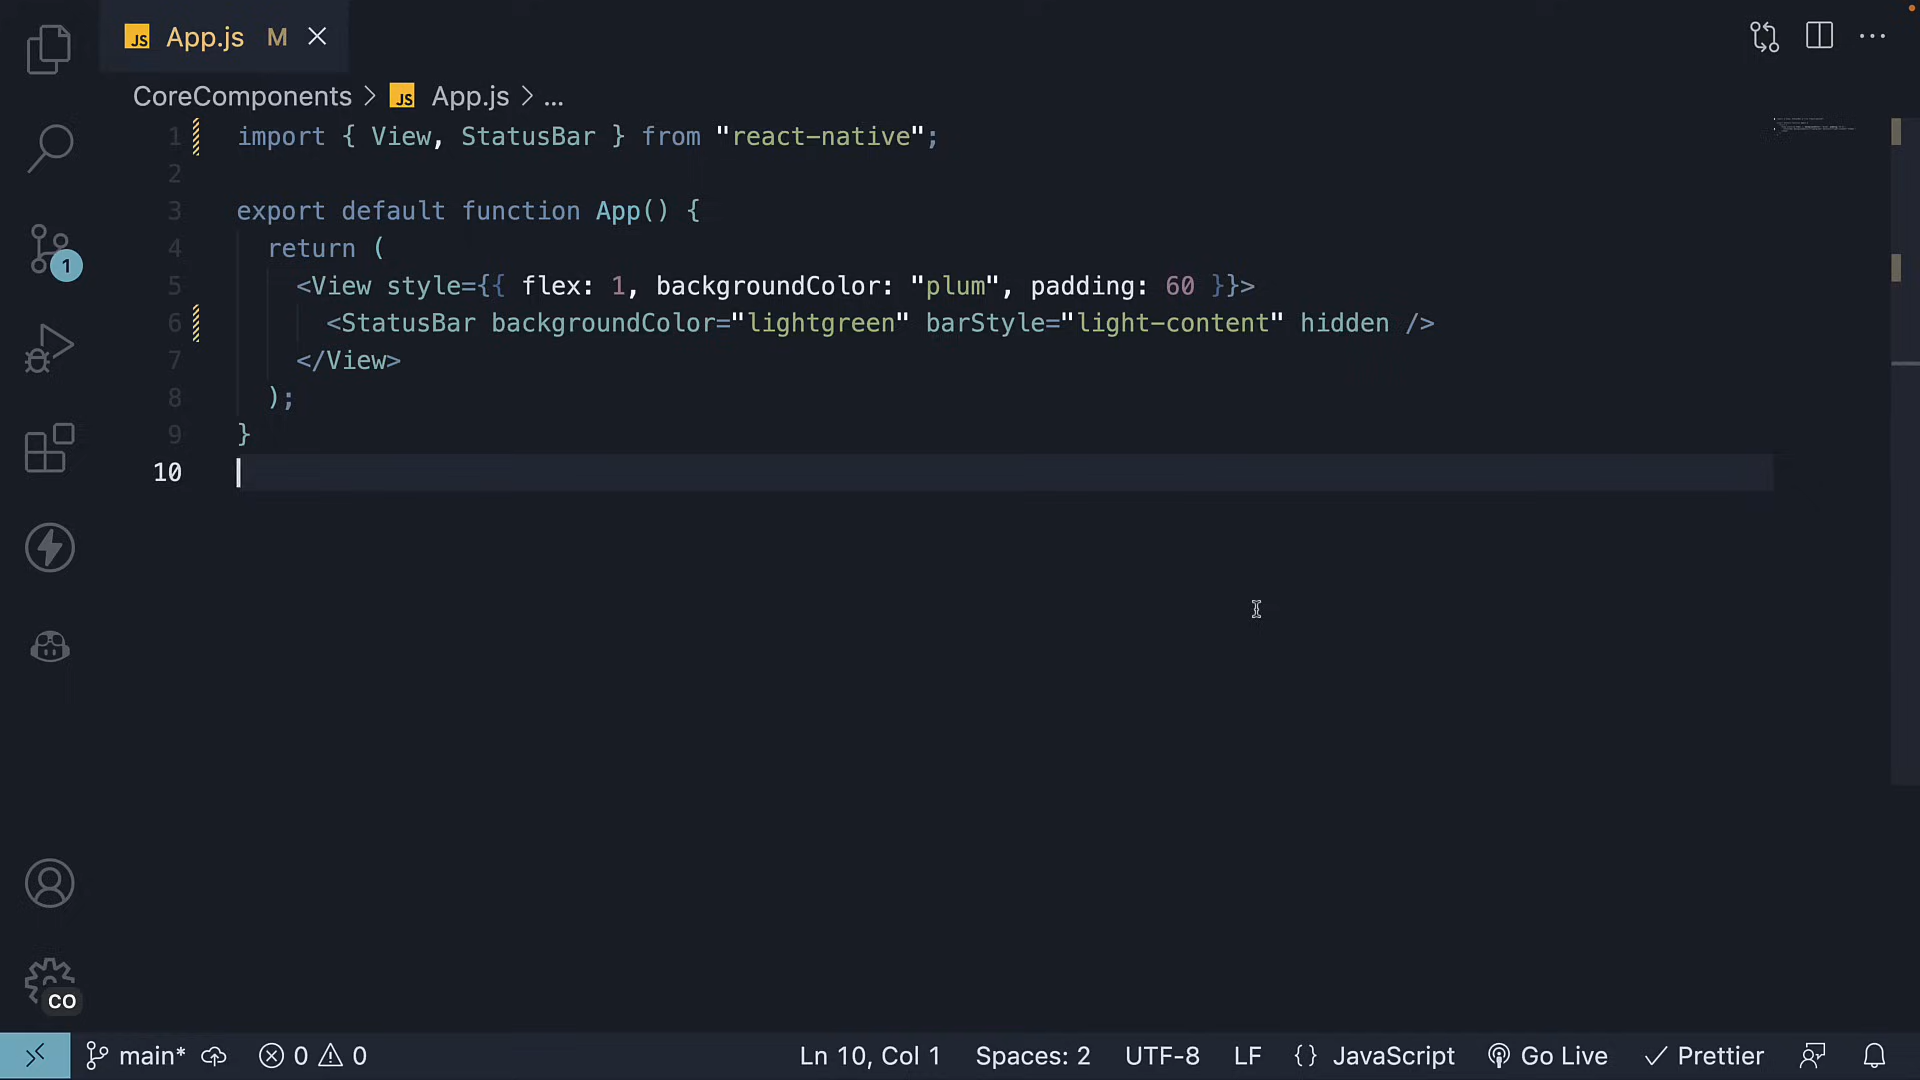 JS App.js M
CoreComponents > JS App.js > ...
1 import { View, StatusBar } from "react-native";
2
3 export default function App() {
4 return (
5 <View style={{ flex: 1, backgroundColor: "plum", padding: 60 }}>
6 <StatusBar backgroundColor="lightgreen" barStyle="light-content" hidden />
7 </View>
8 );
9 }
10
1
CO
main* 0 0 Ln 10, Col 1 Spaces: 2 UTF-8 LF {} JavaScript Go Live Prettier